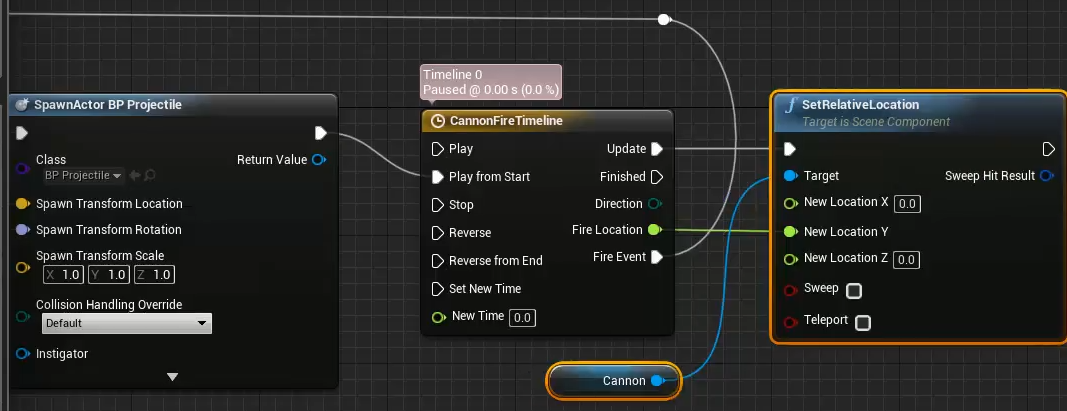 SpawnActor BP Projectile
Class
BP Projectile
Return Value
Spawn Transform Location
Spawn Transform Rotation
Spawn Transform Scale
X 1.0 Y 1.0 Z 1.0
Collision Handling Override
Default
Instigator
Timeline 0
Paused @ 0.00 s (0.0 %)
CannonFireTimeline
Play
Update
Play from Start
Finished
Stop
Direction
Reverse
Fire Location
Reverse from End
Fire Event
Set New Time
New Time 0.0
Cannon
f SetRelativeLocation
Target is Scene Component
Target
Sweep Hit Result
New Location X 0.0
New Location Y
New Location Z 0.0
Sweep
Teleport